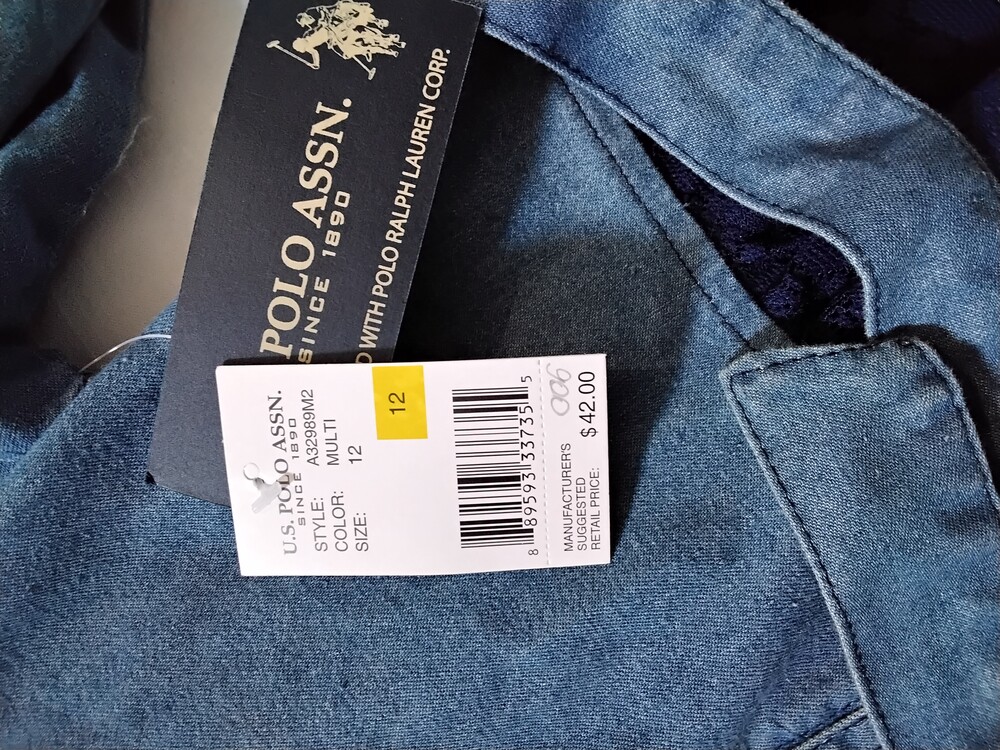 POLO ASSN.
SINCE 1890
WITH POLO RALPH LAUREN CORP.
U.S. POLO ASSN.
SINCE 1890
STYLE: A32989M2
COLOR: MULTI
SIZE: 12
12
8 89593 33735 5
MANUFACTURER'S
SUGGESTED
RETAIL PRICE: $42.00